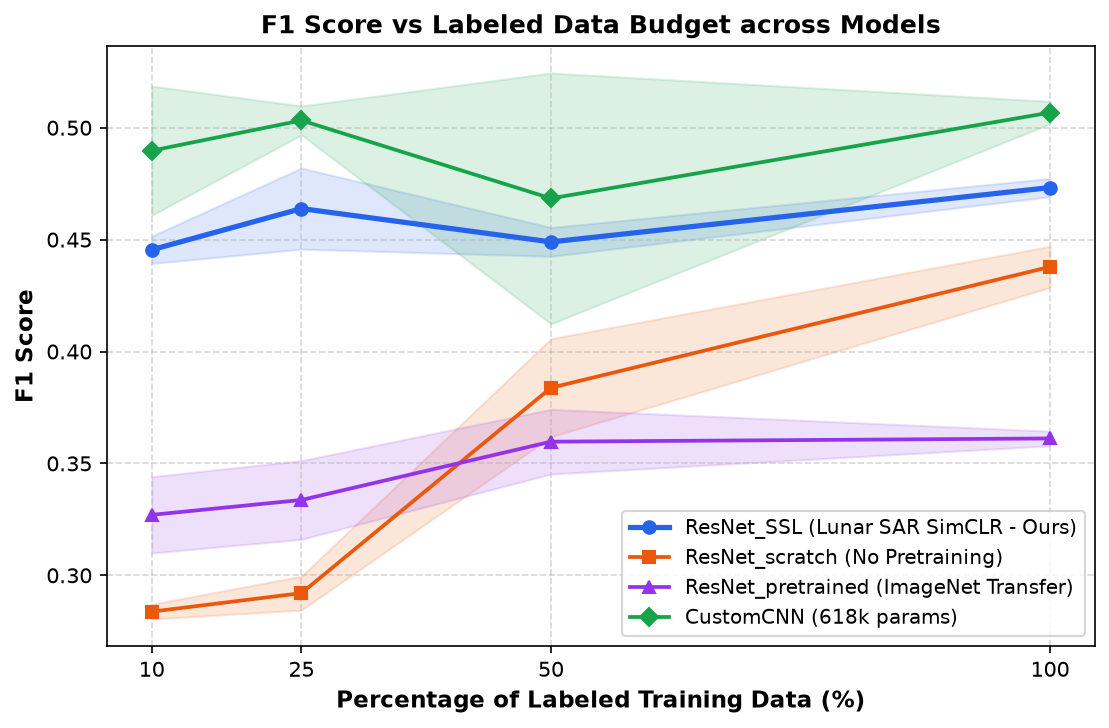 F1 Score vs Labeled Data Budget across Models
0.50
0.45
0.40
0.35
0.30
F1 Score
10
25
50
100
Percentage of Labeled Training Data (%)
ResNet_SSL (Lunar SAR SimCLR - Ours)
ResNet_scratch (No Pretraining)
ResNet_pretrained (ImageNet Transfer)
CustomCNN (618k params)